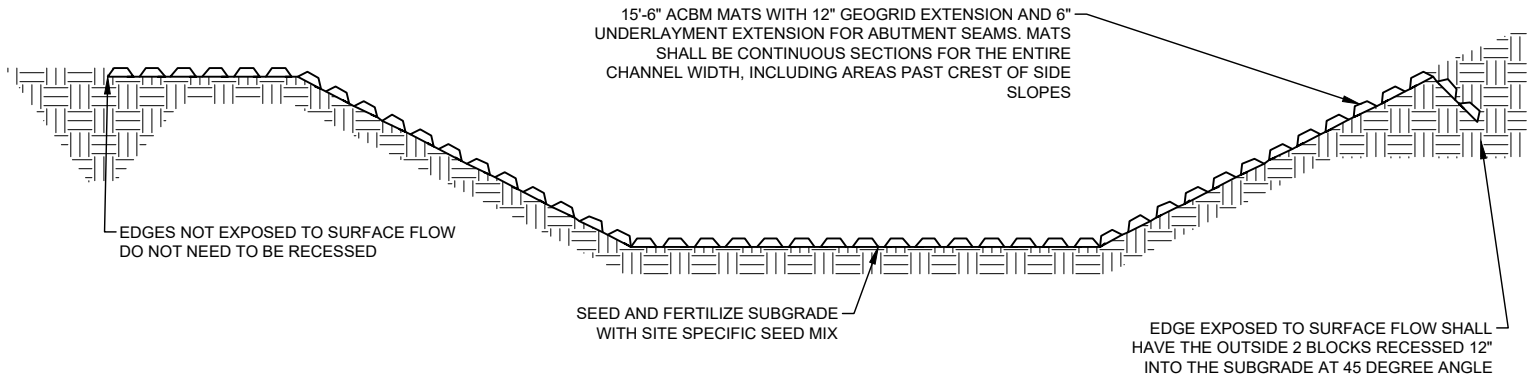 15'-6" ACBM MATS WITH 12" GEOGRID EXTENSION AND 6"
UNDERLAYMENT EXTENSION FOR ABUTMENT SEAMS. MATS
SHALL BE CONTINUOUS SECTIONS FOR THE ENTIRE
CHANNEL WIDTH, INCLUDING AREAS PAST CREST OF SIDE
SLOPES
EDGES NOT EXPOSED TO SURFACE FLOW
DO NOT NEED TO BE RECESSED
SEED AND FERTILIZE SUBGRADE
WITH SITE SPECIFIC SEED MIX
EDGE EXPOSED TO SURFACE FLOW SHALL
HAVE THE OUTSIDE 2 BLOCKS RECESSED 12"
INTO THE SUBGRADE AT 45 DEGREE ANGLE